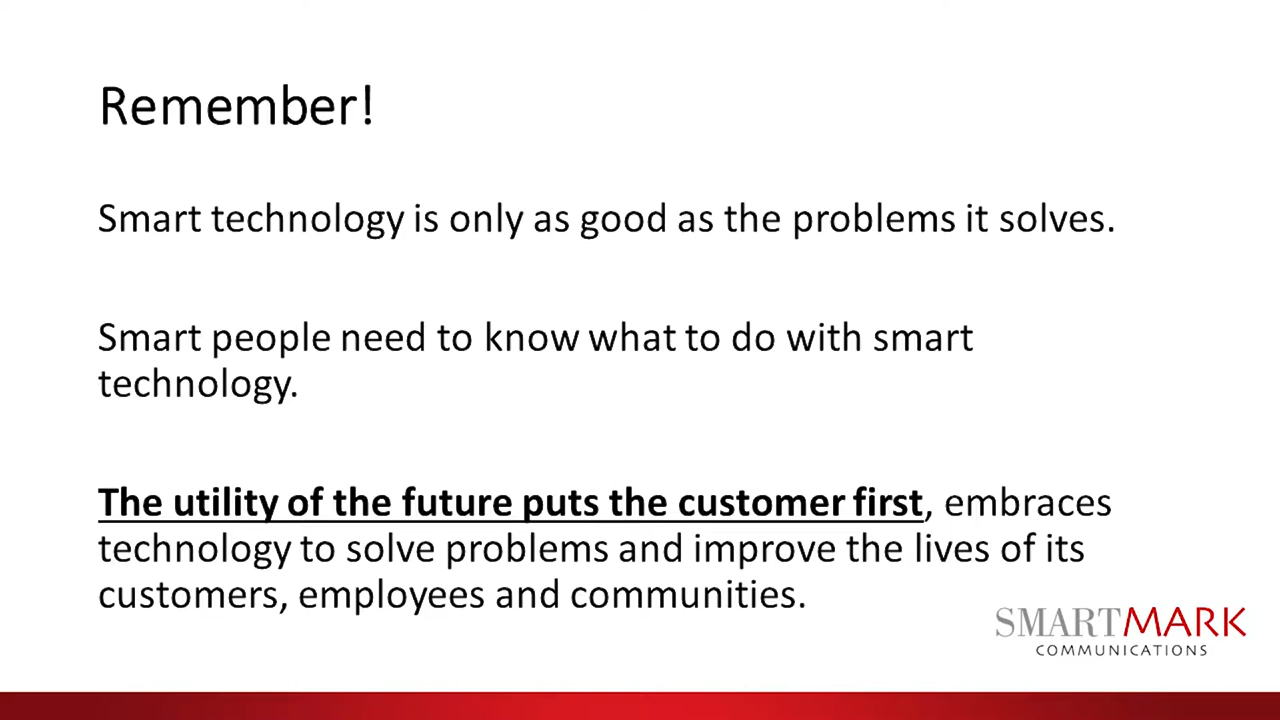 Remember!
Smart technology is only as good as the problems it solves.
Smart people need to know what to do with smart
technology.
The utility of the future puts the customer first, embraces
technology to solve problems and improve the lives of its
customers, employees and communities.
SMARTMARK
COMMUNICATIONS